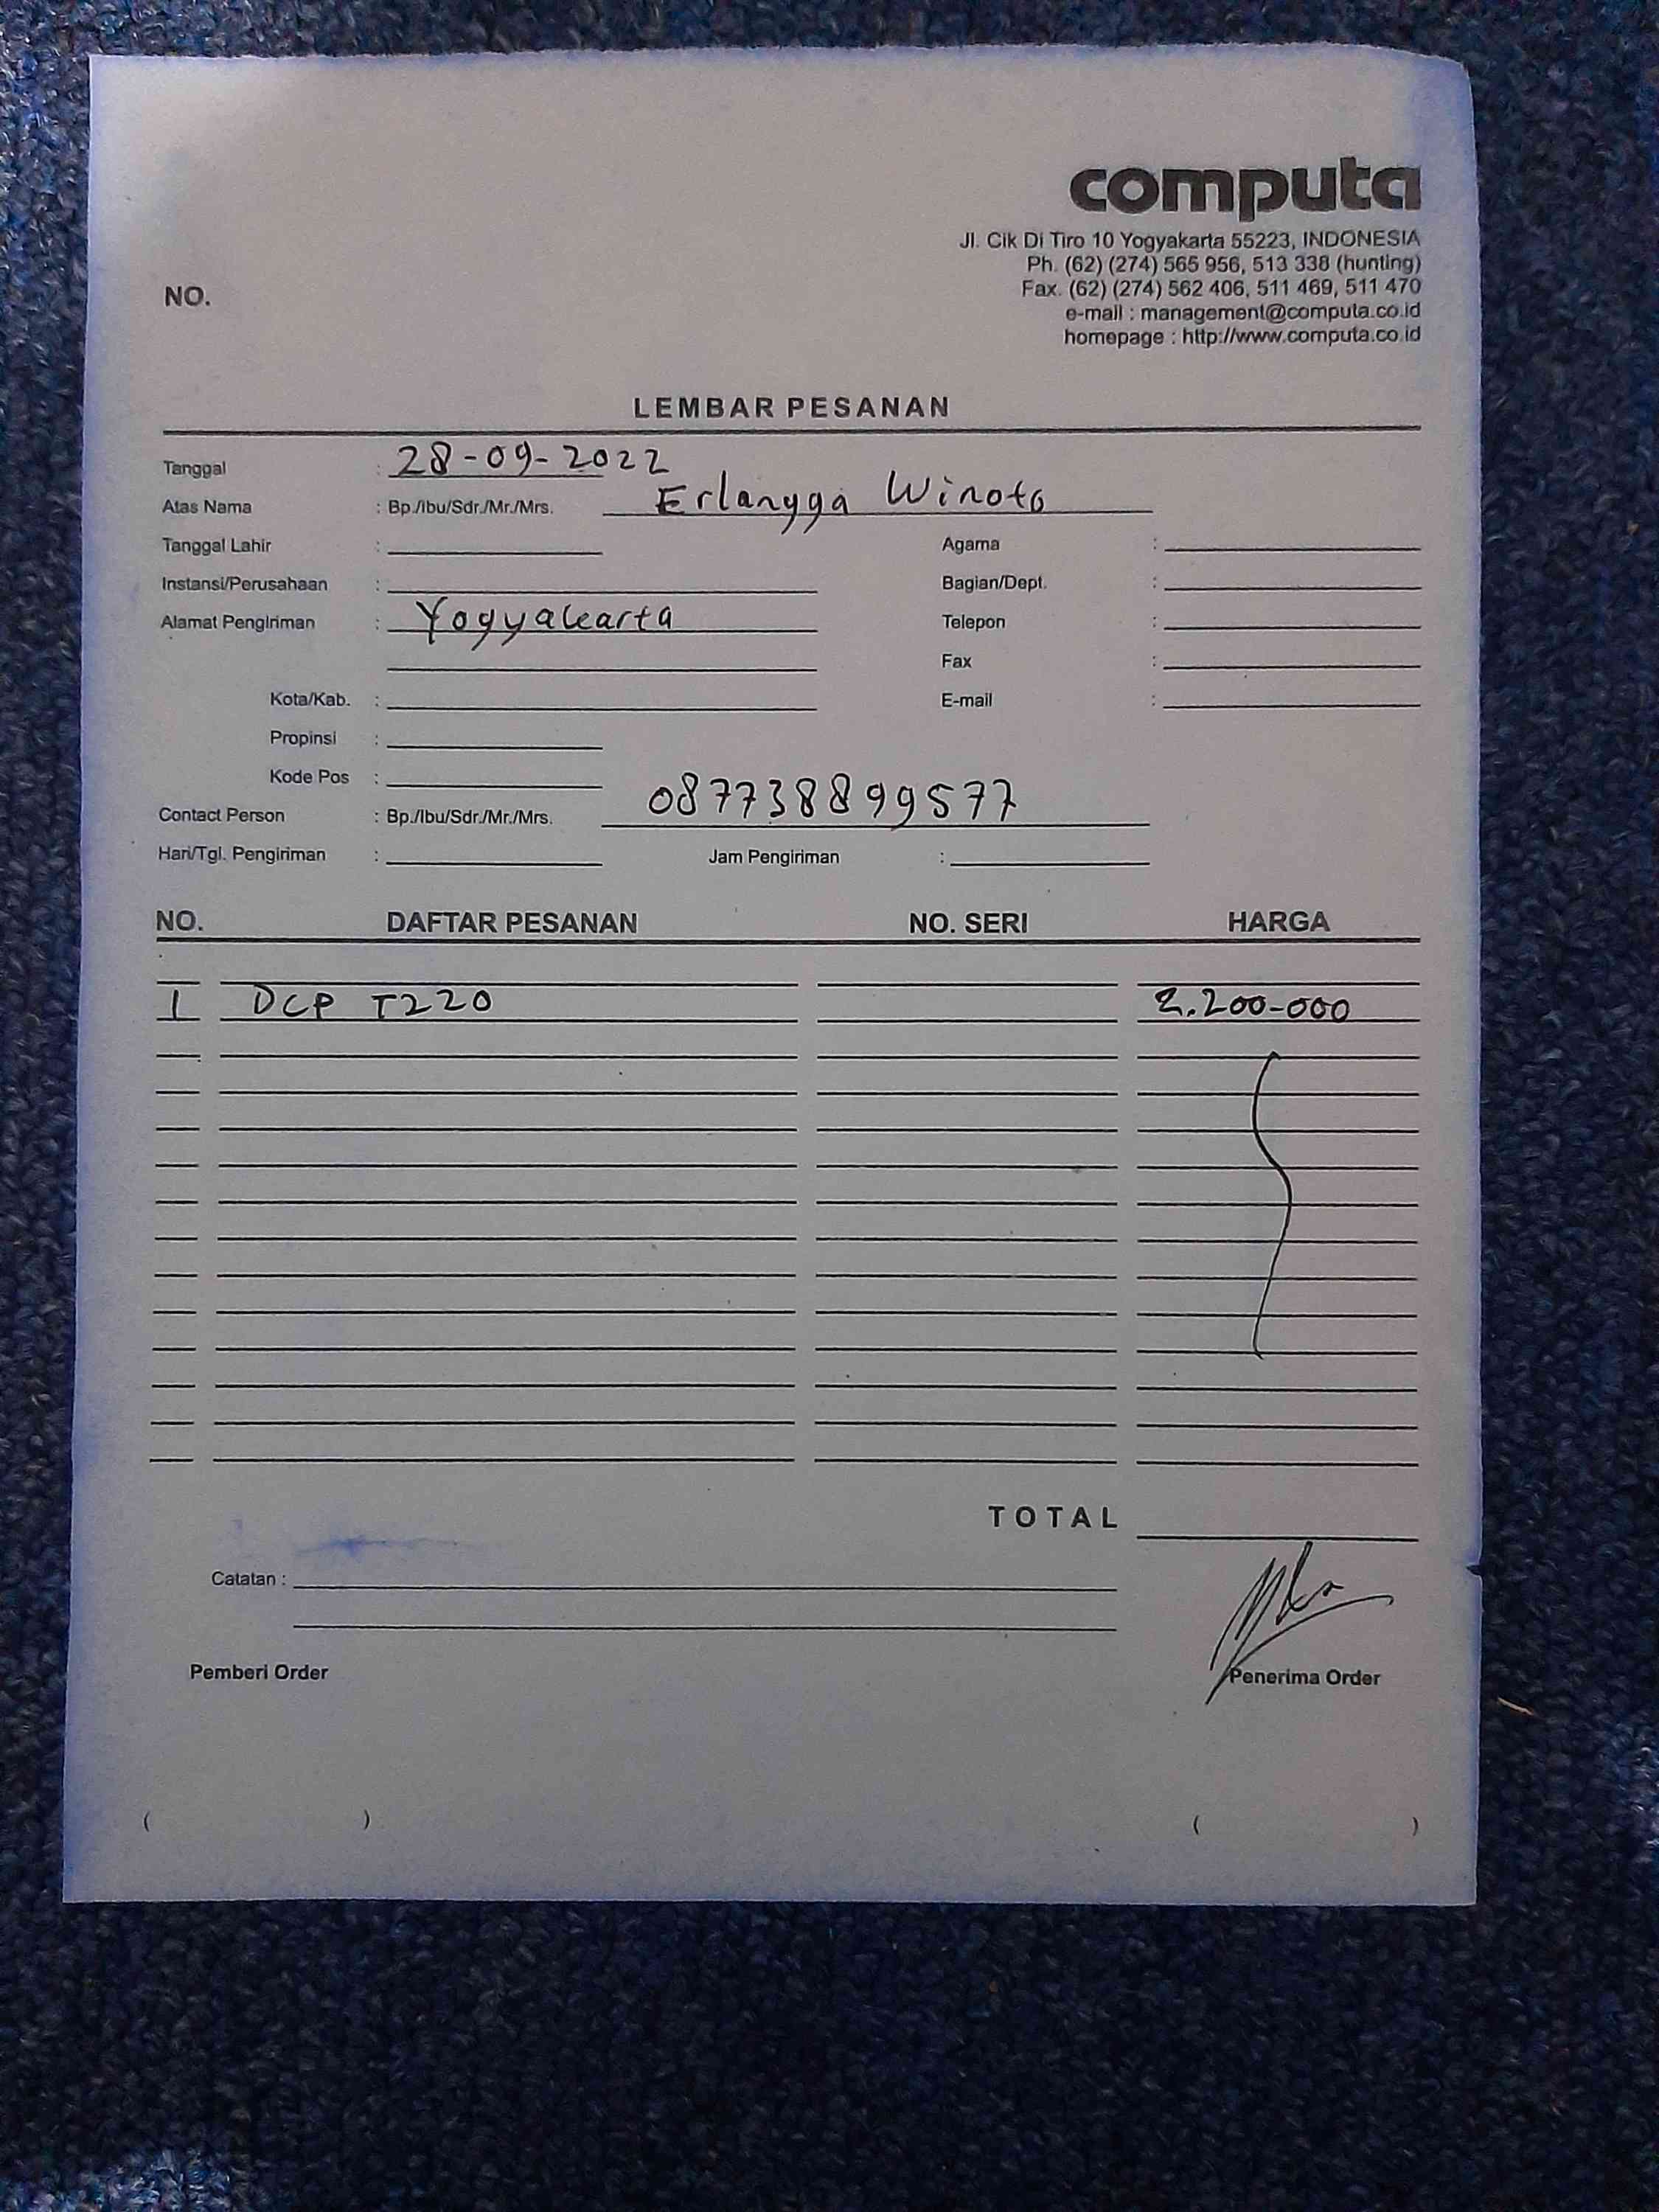 computa
Jl. Cik Di Tiro 10 Yogyakarta 55223, INDONESIA
Ph. (62) (274) 565 956, 513 338 (hunting)
Fax. (62) (274) 562 406, 511 469, 511 470
e-mail : management@computa.co.id
homepage : http://www.computa.co.id
NO.
LEMBAR PESANAN
Tanggal : 28-09-2022
Atas Nama : Bp./Ibu/Sdr./Mr./Mrs. Erlangga Winoto
Tanggal Lahir : Agama :
Instansi/Perusahaan : Bagian/Dept. :
Alamat Pengiriman : Yogyakarta Telepon :
Fax :
Kota/Kab. : E-mail :
Propinsi :
Kode Pos :
Contact Person : Bp./Ibu/Sdr./Mr./Mrs.087738899577
Hari/Tgl. Pengiriman : Jam Pengiriman :
NO. DAFTAR PESANAN NO. SERI HARGA
1 DCP T220 2.200-000
TOTAL
Catatan :
Pemberi Order Penerima Order
( ) ( )